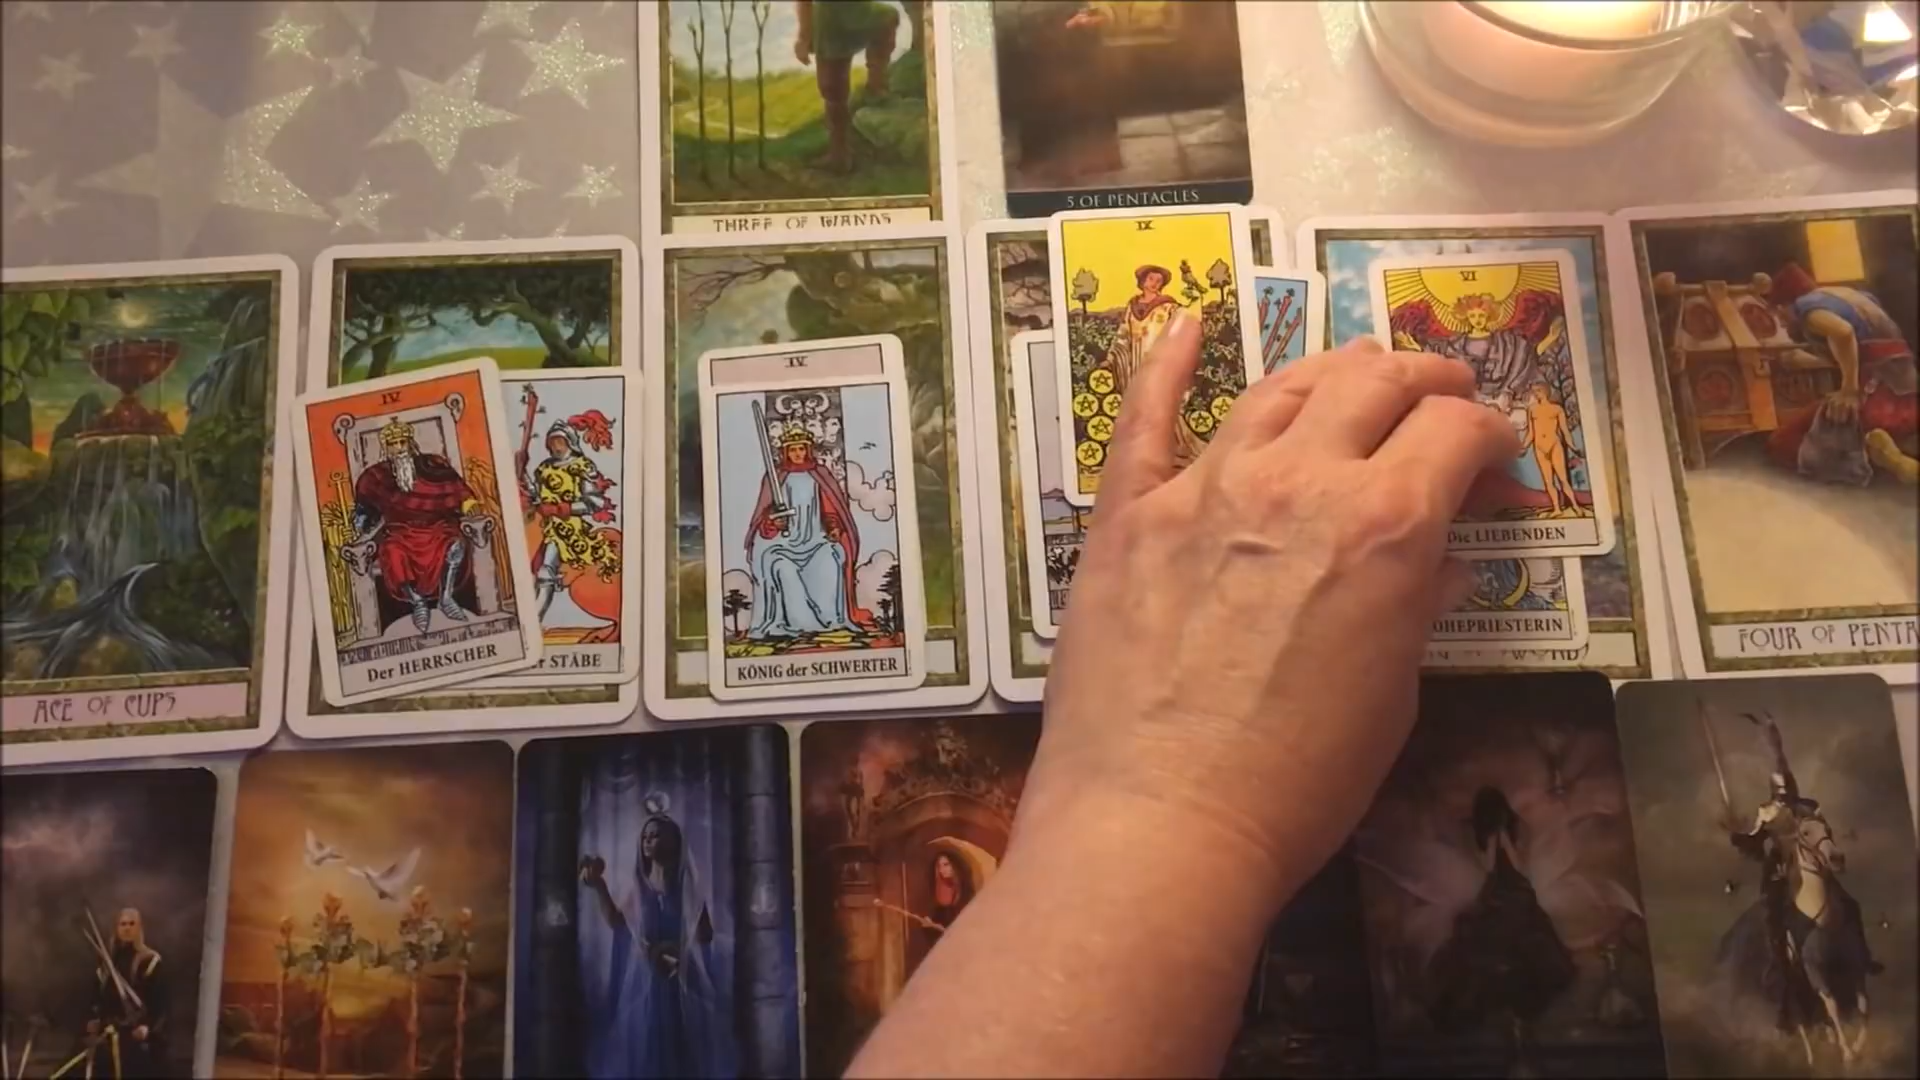 THREE OF WANDS
5 OF PENTACLES
IX
VI
IV
IV
Die LIEBENDEN
Der HERRSCHER
STÄBE
KÖNIG der SCHWERTER
OHEPRIESTERIN
FOUR OF PENTA
ACE OF CUPS